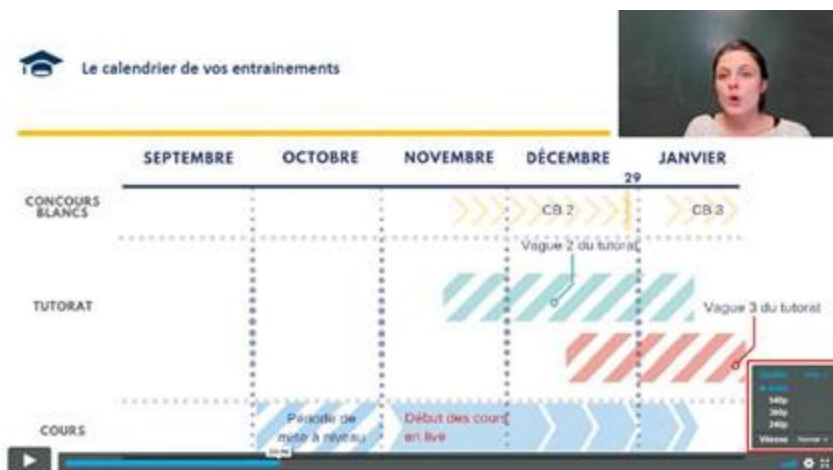 Le calendrier de vos entrainements
SEPTEMBRE OCTOBRE NOVEMBRE DÉCEMBRE JANVIER
29
CONCOURS
BLANCS
CB 2
CB 3
Vague 2 du tutorat
TUTORAT
Vague 3 du tutorat
COURS
Période de
mise à niveau
Début des cours
en live
540p
360p
240p
Vitesse Normal